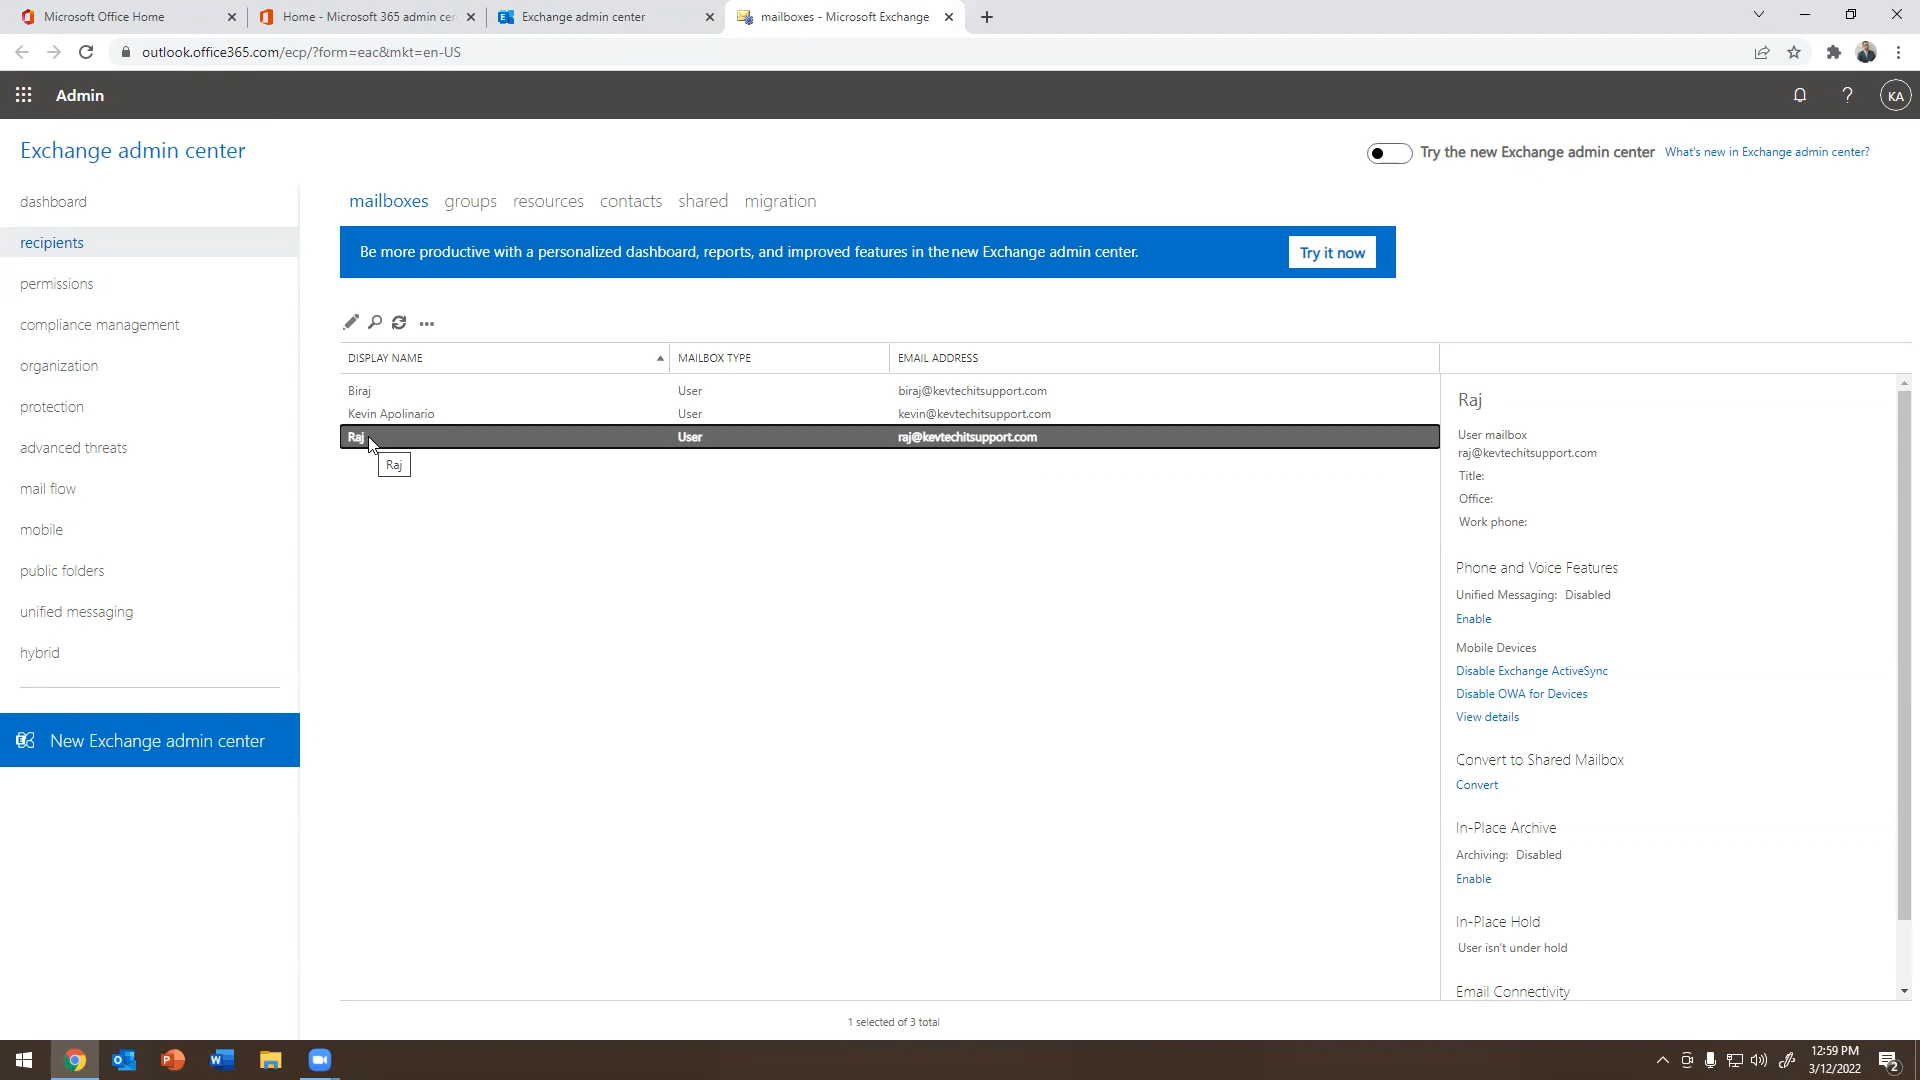 Microsoft Office Home
Home - Microsoft 365 admin cen
Exchange admin center
mailboxes - Microsoft Exchange
outlook.office365.com/ecp/?form=eac&mkt=en-US
Admin
KA
Exchange admin center
Try the new Exchange admin center
What's new in Exchange admin center?
dashboard
recipients
permissions
compliance management
organization
protection
advanced threats
mail flow
mobile
public folders
unified messaging
hybrid
New Exchange admin center
mailboxes groups resources contacts shared migration
Be more productive with a personalized dashboard, reports, and improved features in the new Exchange admin center.
Try it now
DISPLAY NAME MAILBOX TYPE EMAIL ADDRESS
Biraj User biraj@kevtechitsupport.com
Kevin Apolinario User kevin@kevtechitsupport.com
Raj User raj@kevtechitsupport.com
Raj
1 selected of 3 total
Raj
User mailbox
raj@kevtechitsupport.com
Title:
Office:
Work phone:
Phone and Voice Features
Unified Messaging: Disabled
Enable
Mobile Devices
Disable Exchange ActiveSync
Disable OWA for Devices
View details
Convert to Shared Mailbox
Convert
In-Place Archive
Archiving: Disabled
Enable
In-Place Hold
User isn't under hold
Email Connectivity
12:59 PM
3/12/2022
2